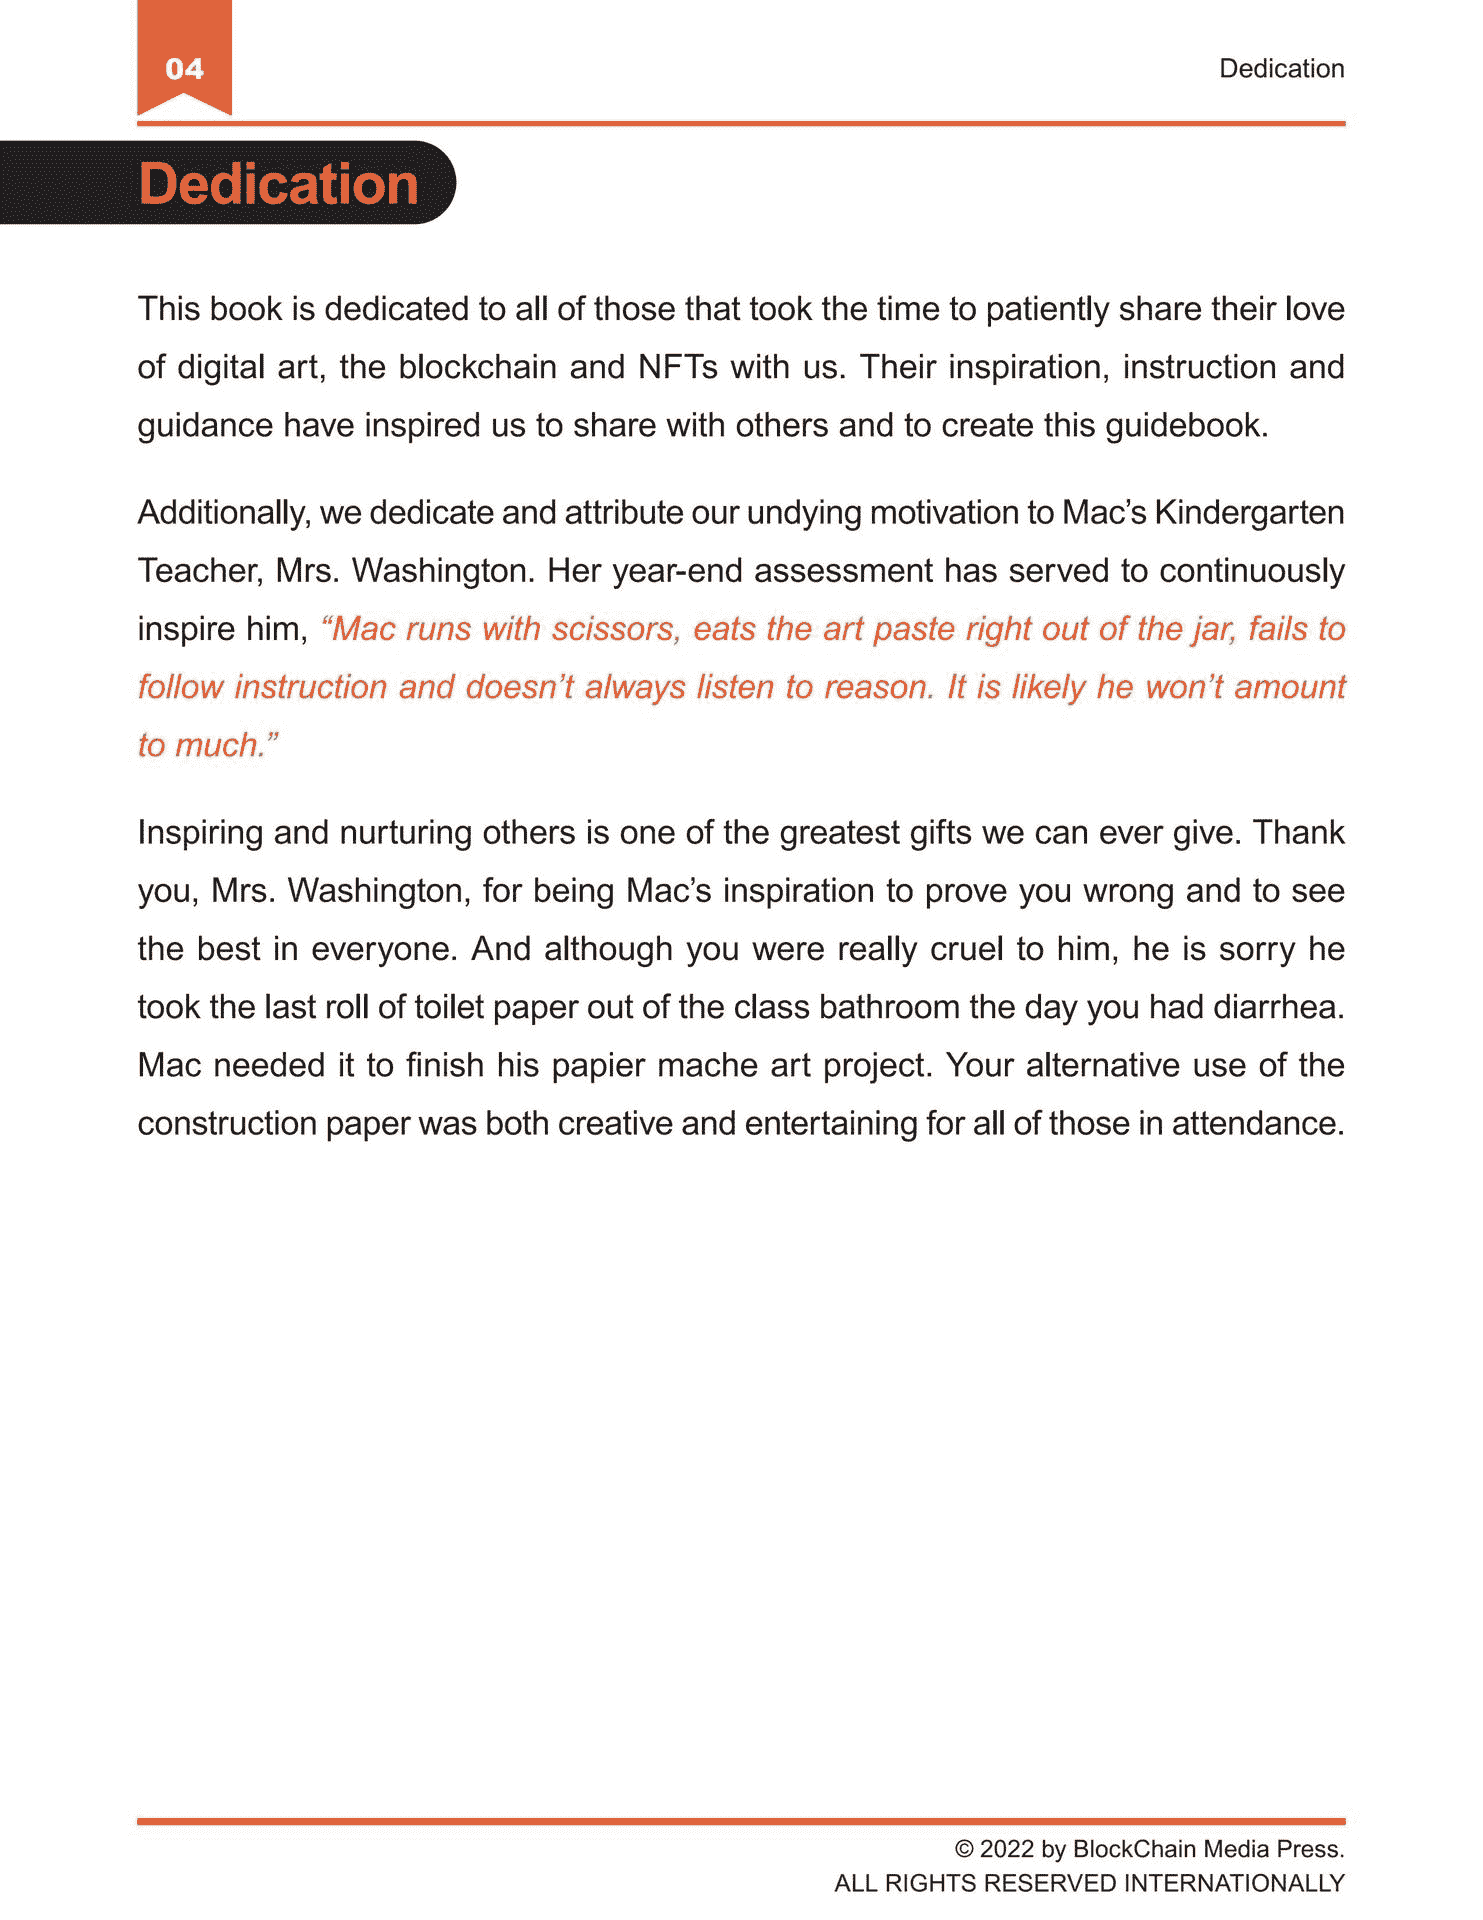 04
Dedication
Dedication
This book is dedicated to all of those that took the time to patiently share their love
of digital art, the blockchain and NFTs with us. Their inspiration, instruction and
guidance have inspired us to share with others and to create this guidebook.
Additionally, we dedicate and attribute our undying motivation to Mac’s Kindergarten
Teacher, Mrs. Washington. Her year-end assessment has served to continuously
inspire him, “Mac runs with scissors, eats the art paste right out of the jar, fails to
follow instruction and doesn’t always listen to reason. It is likely he won’t amount
to much.”
Inspiring and nurturing others is one of the greatest gifts we can ever give. Thank
you, Mrs. Washington, for being Mac’s inspiration to prove you wrong and to see
the best in everyone. And although you were really cruel to him, he is sorry he
took the last roll of toilet paper out of the class bathroom the day you had diarrhea.
Mac needed it to finish his papier mache art project. Your alternative use of the
construction paper was both creative and entertaining for all of those in attendance.
© 2022 by BlockChain Media Press.
ALL RIGHTS RESERVED INTERNATIONALLY